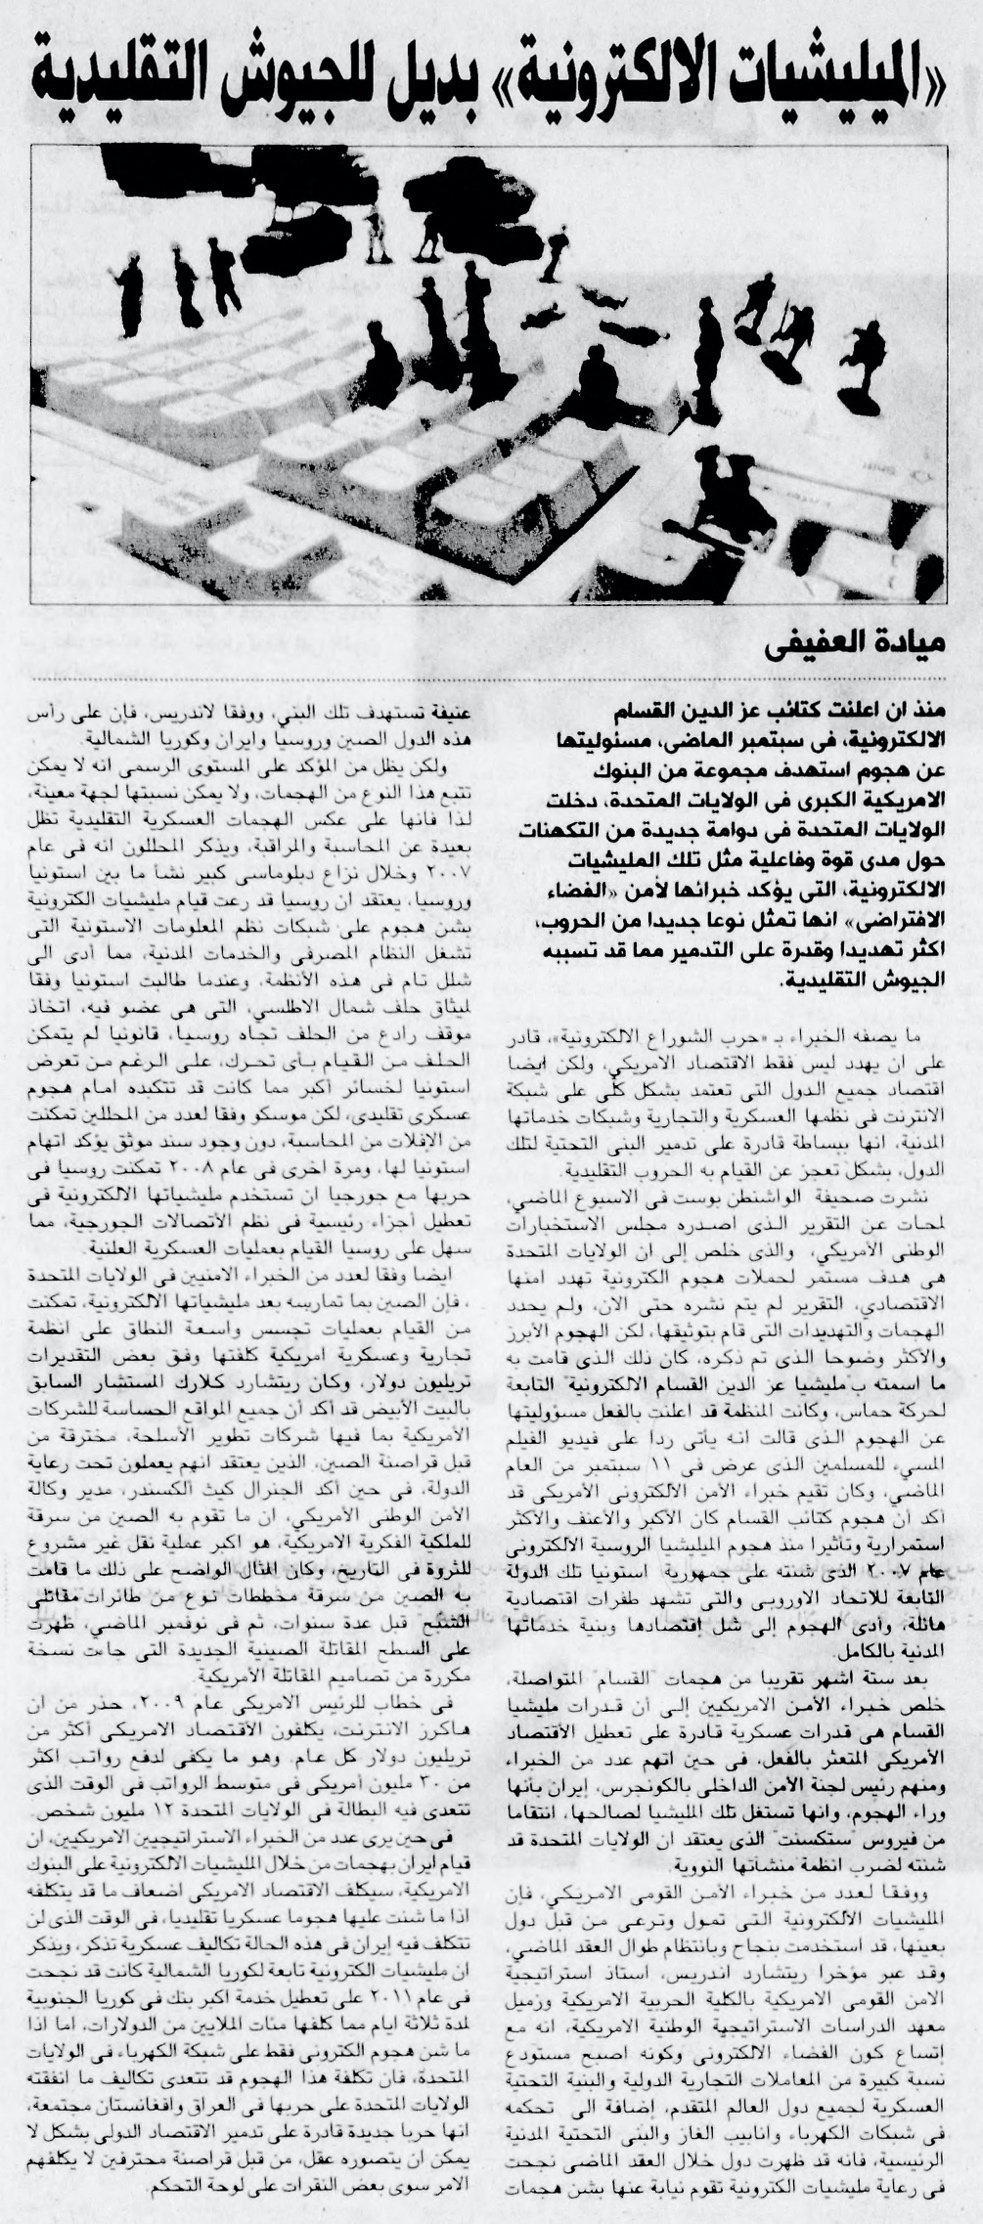 «الميليشيات الالكترونية» بديل للجيوش التقليدية
ميادة العفيفى
منذ ان اعلنت كتائب عز الدين القسام
الالكترونية، فى سبتمبر الماضى، مسئوليتها
عن هجوم استهدف مجموعة من البنوك
الامريكية الكبرى فى الولايات المتحدة، دخلت
الولايات المتحدة فى دوامة جديدة من التكهنات
حول مدى قوة وفاعلية مثل تلك المليشيات
الالكترونية، التى يؤكد خبرائها لأمن «الفضاء
الافتراضى» انها تمثل نوعا جديدا من الحروب،
اكثر تهديدا وقدرة على التدمير مما قد تسببه
الجيوش التقليدية.
ما يصفه الخبراء بـ «حرب الشوراع الالكترونية»، قادر
على ان يهدد ليس فقط الاقتصاد الامريكي، ولكن ايضا
اقتصاد جميع الدول التى تعتمد بشكل كلى على شبكة
الانترنت فى نظمها العسكرية والتجارية وشبكات خدماتها
المدنية، انها ببساطة قادرة على تدمير البنى التحتية لتلك
الدول، بشكل تعجز عن القيام به الحروب التقليدية.
نشرت صحيفة الواشنطن بوست فى الاسبوع الماضي،
لمحات عن التقرير الذى اصدره مجلس الاستخبارات
الوطنى الأمريكي، والذى خلص إلى ان الولايات المتحدة
هى هدف مستمر لحملات هجوم الكترونية تهدد امنها
الاقتصادي، التقرير لم يتم نشره حتى الان، ولم يحدد
الهجمات والتهديدات التى قام بتوثيقها، لكن الهجوم الأبرز
والاكثر وضوحا الذى تم ذكره، كان ذلك الذى قامت به
ما اسمته ب"مليشيا عز الدين القسام الالكترونية" التابعة
لحركة حماس، وكانت المنظمة قد اعلنت بالفعل مسؤوليتها
عن الهجوم الذى قالت انه يأتى ردا على فيديو الفيلم
المسيء للمسلمين الذى عرض فى ١١ سبتمبر من العام
الماضي، وكان تقيم خبراء الأمن الألكترونى الأمريكى قد
أكد أن هجوم كتائب القسام كان الأكبر والأعنف والأكثر
استمرارية وتأثيرا منذ هجوم الميليشيا الروسية الالكترونى
عام ٢٠٠٧ الذى شنته على جمهورية استونيا تلك الدولة
التابعة للاتحاد الاوروبى والتى تشهد طفرات اقتصادية
هائلة، وأدى الهجوم إلى شل إقتصادها وبنية خدماتها
المدنية بالكامل.
بعد ستة اشهر تقريبا من هجمات "القسام" المتواصلة،
خلص خبراء الأمن الامريكيين إلى أن قدرات مليشيا
القسام هى قدرات عسكرية قادرة على تعطيل الأقتصاد
الأمريكى المتعثر بالفعل، فى حين اتهم عدد من الخبراء
ومنهم رئيس لجنة الأمن الداخلى بالكونجرس، إيران بأنها
وراء الهجوم، وانها تستغل تلك المليشيا لصالحها، انتقاما
من فيروس "ستكسنت" الذى يعتقد ان الولايات المتحدة قد
شنته لضرب انظمة منشآتها النووية.
ووفقا لعدد من خبراء الأمن القومى الامريكي، فإن
المليشيات الألكترونية التى تمول وترعى من قبل دول
بعينها، قد استخدمت بنجاح وبانتظام طوال العقد الماضي،
وقد عبر مؤخرا ريتشارد اندريس، استاذ استراتيجية
الامن القومى الامريكية بالكلية الحربية الامريكية وزميل
معهد الدراسات الاستراتيجية الوطنية الامريكية، انه مع
إتساع كون الفضاء الالكترونى وكونه اصبح مستودع
نسبة كبيرة من المعاملات التجارية الدولية والبنية التحتية
العسكرية لجميع دول العالم المتقدم، إضافة الى تحكمه
فى شبكات الكهرباء وانابيب الغاز والبنى التحتية المدنية
الرئيسية، فانه قد ظهرت دول خلال العقد الماضى نجحت
فى رعاية مليشيات الكترونية تقوم نيابة عنها بشن هجمات
عنيفة تستهدف تلك البني، ووفقا لاندريس، فإن على رأس
هذه الدول الصين وروسيا وايران وكوريا الشمالية.
ولكن يظل من المؤكد على المستوى الرسمى انه لا يمكن
تتبع هذا النوع من الهجمات، ولا يمكن نسبتها لجهة معينة،
لذا فانها على عكس الهجمات العسكرية التقليدية تظل
بعيدة عن المحاسبة والمراقبة، ويذكر المحللون انه فى عام
٢٠٠٧ وخلال نزاع دبلوماسى كبير نشأ ما بين استونيا
وروسيا، يعتقد ان روسيا قد رعت قيام مليشيات الكترونية
بشن هجوم على شبكات نظم المعلومات الاستونية التى
تشغل النظام المصرفى والخدمات المدنية، مما أدى الى
شلل تام فى هذه الأنظمة، وعندما طالبت استونيا وفقا
لميثاق حلف شمال الاطلسي، التى هى عضو فيه، اتخاذ
موقف رادع من الحلف تجاه روسيا، قانونيا لم يتمكن
الحلف من القيام بأى تحرك، على الرغم من تعرض
استونيا لخسائر أكبر مما كانت قد تتكبده امام هجوم
عسكرى تقليدى، لكن موسكو وفقا لعدد من المحللين تمكنت
من الإفلات من المحاسبة، دون وجود سند موثق يؤكد اتهام
استونيا لها، ومرة اخرى فى عام ٢٠٠٨ تمكنت روسيا فى
حربها مع جورجيا ان تستخدم مليشياتها الالكترونية فى
تعطيل أجزاء رئيسية فى نظم الأتصالات الجورجية، مما
سهل على روسيا القيام بعمليات العسكرية العلنية.
ايضا وفقا لعدد من الخبراء الامنيين فى الولايات المتحدة
، فإن الصين بما تمارسه بعد مليشياتها الالكترونية، تمكنت
من القيام بعمليات تجسس واسعة النطاق على انظمة
تجارية وعسكرية امريكية كلفتها وفق بعض التقديرات
تريليون دولار، وكان ريتشارد كلارك المستشار السابق
بالبيت الأبيض قد أكد أن جميع المواقع الحساسة للشركات
الأمريكية بما فيها شركات تطوير الأسلحة، مخترقة من
قبل قراصنة الصين، الذين يعتقد انهم يعملون تحت رعاية
الدولة، فى حين أكد الجنرال كيث ألكسندر، مدير وكالة
الأمن الوطنى الأمريكي، ان ما تقوم به الصين من سرقة
للملكية الفكرية الامريكية، هو اكبر عملية نقل غير مشروع
للثروة فى التاريخ، وكان المثال الواضح على ذلك ما قامت
به الصين من سرقة مخططات نوع من طائرات مقاتلى
الشبح قبل عدة سنوات، ثم فى نوفمبر الماضي، ظهرت
على السطح المقاتلة الصينية الجديدة التى جاءت نسخة
مكررة من تصاميم المقاتلة الأمريكية.
فى خطاب للرئيس الامريكى عام ٢٠٠٩، حذر من ان
هاكرز الانترنت، يكلفون الأقتصاد الامريكى أكثر من
تريليون دولار كل عام، وهو ما يكفى لدفع رواتب اكثر
من ٣٠ مليون أمريكى فى متوسط الرواتب فى الوقت الذى
تتعدى فيه البطالة فى الولايات المتحدة ١٢ مليون شخص.
فى حين يرى عدد من الخبراء الاستراتيجيين الامريكيين، ان
قيام ايران بهجمات من خلال المليشيات الالكترونية على البنوك
الامريكية، سيكلف الاقتصاد الامريكى اضعاف ما قد يتكلفه
اذا ما شنت عليها هجوما عسكريا تقليديا، فى الوقت الذى لن
تتكلف فيه إيران فى هذه الحالة تكاليف عسكرية تذكر، ويذكر
ان مليشيات الكترونية تابعة لكوريا الشمالية كانت قد نجحت
فى عام ٢٠١١ على تعطيل خدمة اكبر بنك فى كوريا الجنوبية
لمدة ثلاثة ايام مما كلفها مئات الملايين من الدولارات، اما اذا
ما شن هجوم الكترونى فقط على شبكة الكهرباء فى الولايات
المتحدة، فان تكلفة هذا الهجوم قد تتعدى تكاليف ما انفقته
الولايات المتحدة على حربها فى العراق وافغانستان مجتمعة،
انها حربا جديدة قادرة على تدمير الاقتصاد الدولى بشكل لا
يمكن ان يتصوره عقل، من قبل قراصنة محترفين لا يكلفهم
الامر سوى بعض النقرات على لوحة التحكم.